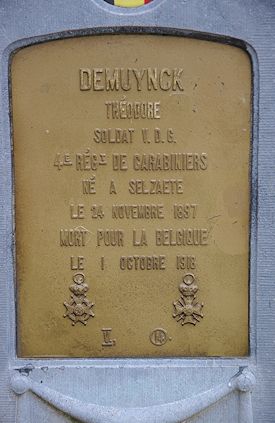 DEMUYNCK
THÉODORE
SOLDAT V. D. G.
4E RÉGT DE CARABINIERS
NÉ A SELZAETE
LE 24 NOVEMBRE 1897
MORT POUR LA BELGIQUE
LE 1 OCTOBRE 1918